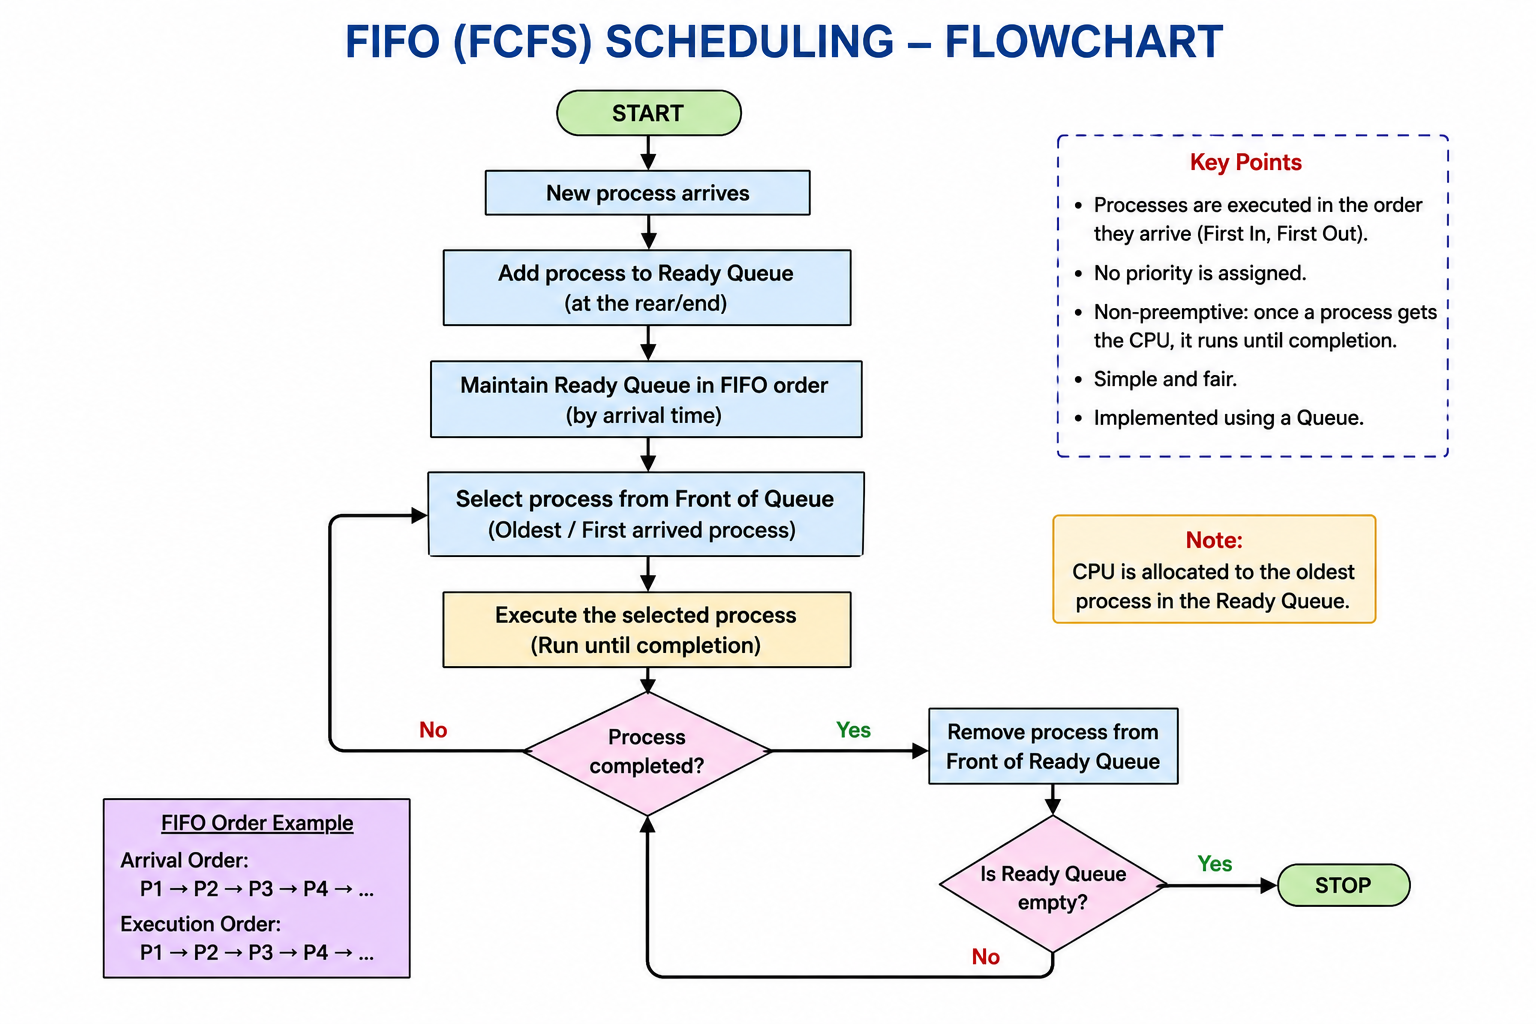 FIFO (FCFS) SCHEDULING – FLOWCHART
START
New process arrives
Add process to Ready Queue
(at the rear/end)
Maintain Ready Queue in FIFO order
(by arrival time)
Select process from Front of Queue
(Oldest / First arrived process)
Execute the selected process
(Run until completion)
Process
completed?
No
Yes
Remove process from
Front of Ready Queue
Is Ready Queue
empty?
Yes
No
STOP
Key Points
• Processes are executed in the order
they arrive (First In, First Out).
• No priority is assigned.
• Non-preemptive: once a process gets
the CPU, it runs until completion.
• Simple and fair.
• Implemented using a Queue.
Note:
CPU is allocated to the oldest
process in the Ready Queue.
FIFO Order Example
Arrival Order:
P1 → P2 → P3 → P4 → ...
Execution Order:
P1 → P2 → P3 → P4 → ...